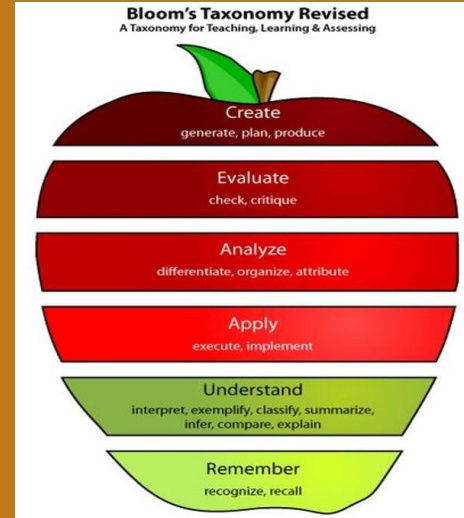 Bloom's Taxonomy Revised
A Taxonomy for Teaching, Learning & Assessing
Create
generate, plan, produce
Evaluate
check, critique
Analyze
differentiate, organize, attribute
Apply
execute, implement
Understand
interpret, exemplify, classify, summarize,
infer, compare, explain
Remember
recognize, recall